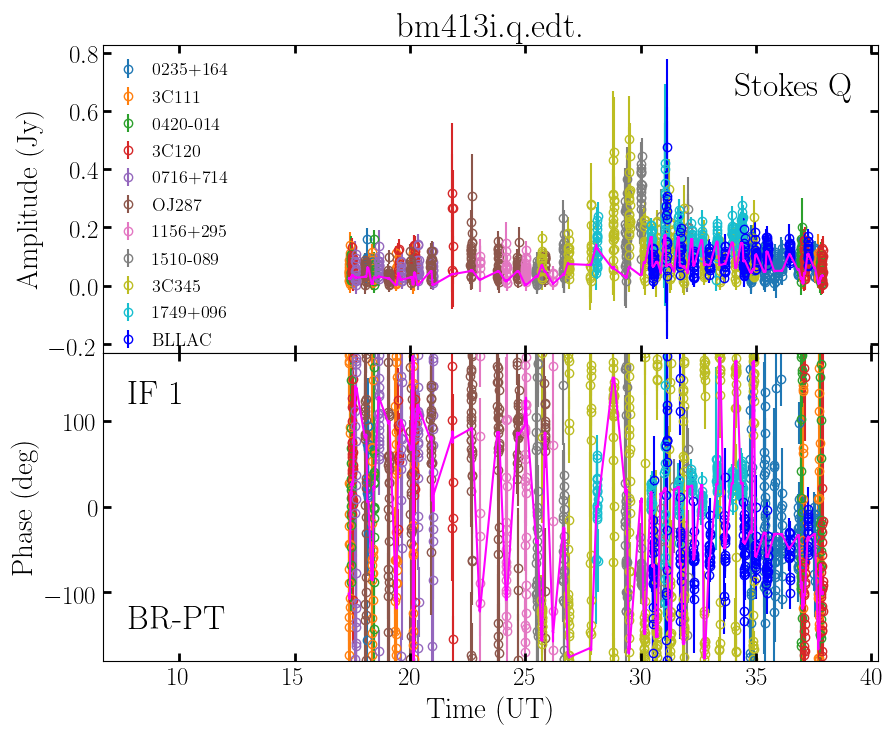 bm413i.q.edt.
Stokes Q
0235+164
3C111
0420-014
3C120
0716+714
OJ287
1156+295
1510-089
3C345
1749+096
BLLAC
Amplitude (Jy)
0.8
0.6
0.4
0.2
0.0
−0.2
IF 1
BR-PT
Phase (deg)
100
0
−100
10 15 20 25 30 35 40
Time (UT)